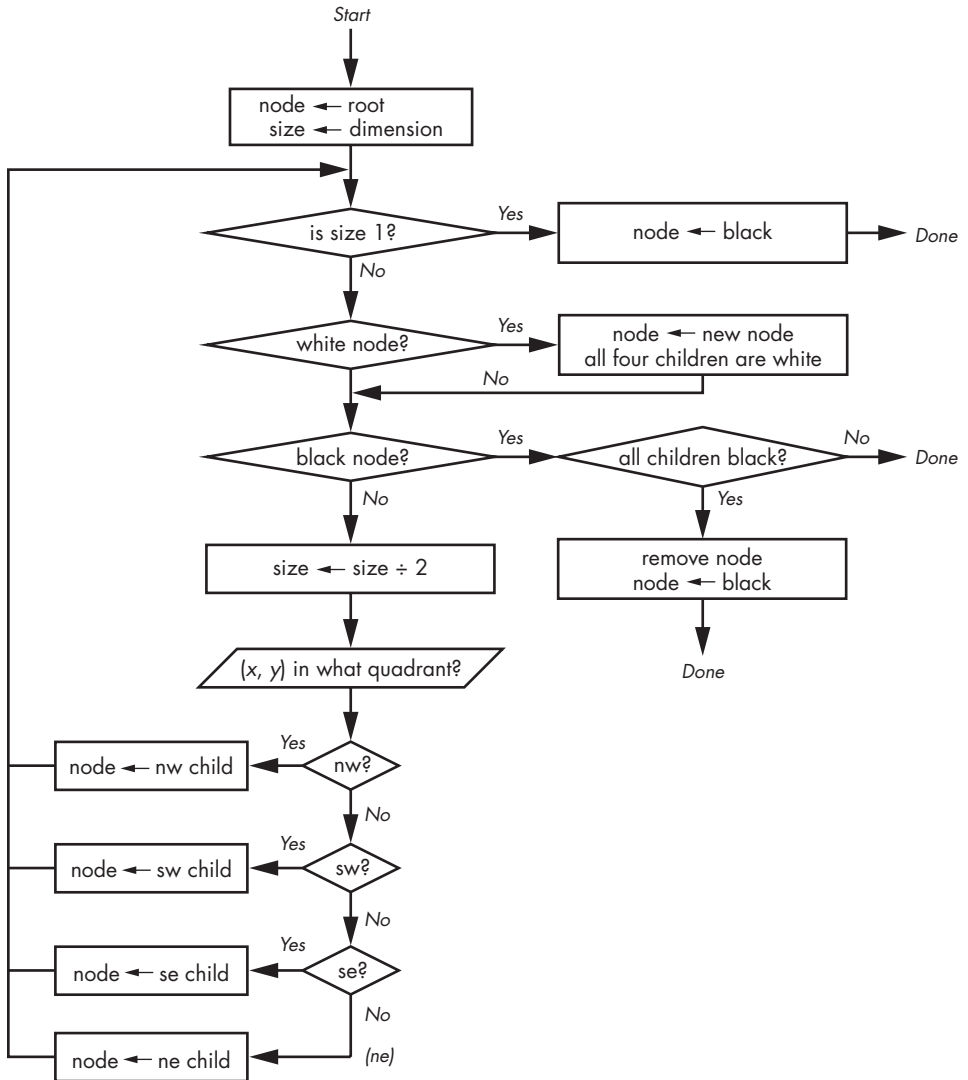 Start
node ← root
size ← dimension
is size 1?
Yes
node ← black
Done
No
white node?
Yes
node ← new node
all four children are white
No
black node?
Yes
all children black?
No
Done
No
Yes
size ← size ÷ 2
remove node
node ← black
Done
(x, y) in what quadrant?
node ← nw child
Yes
nw?
No
node ← sw child
Yes
sw?
No
node ← se child
Yes
se?
No
node ← ne child
(ne)